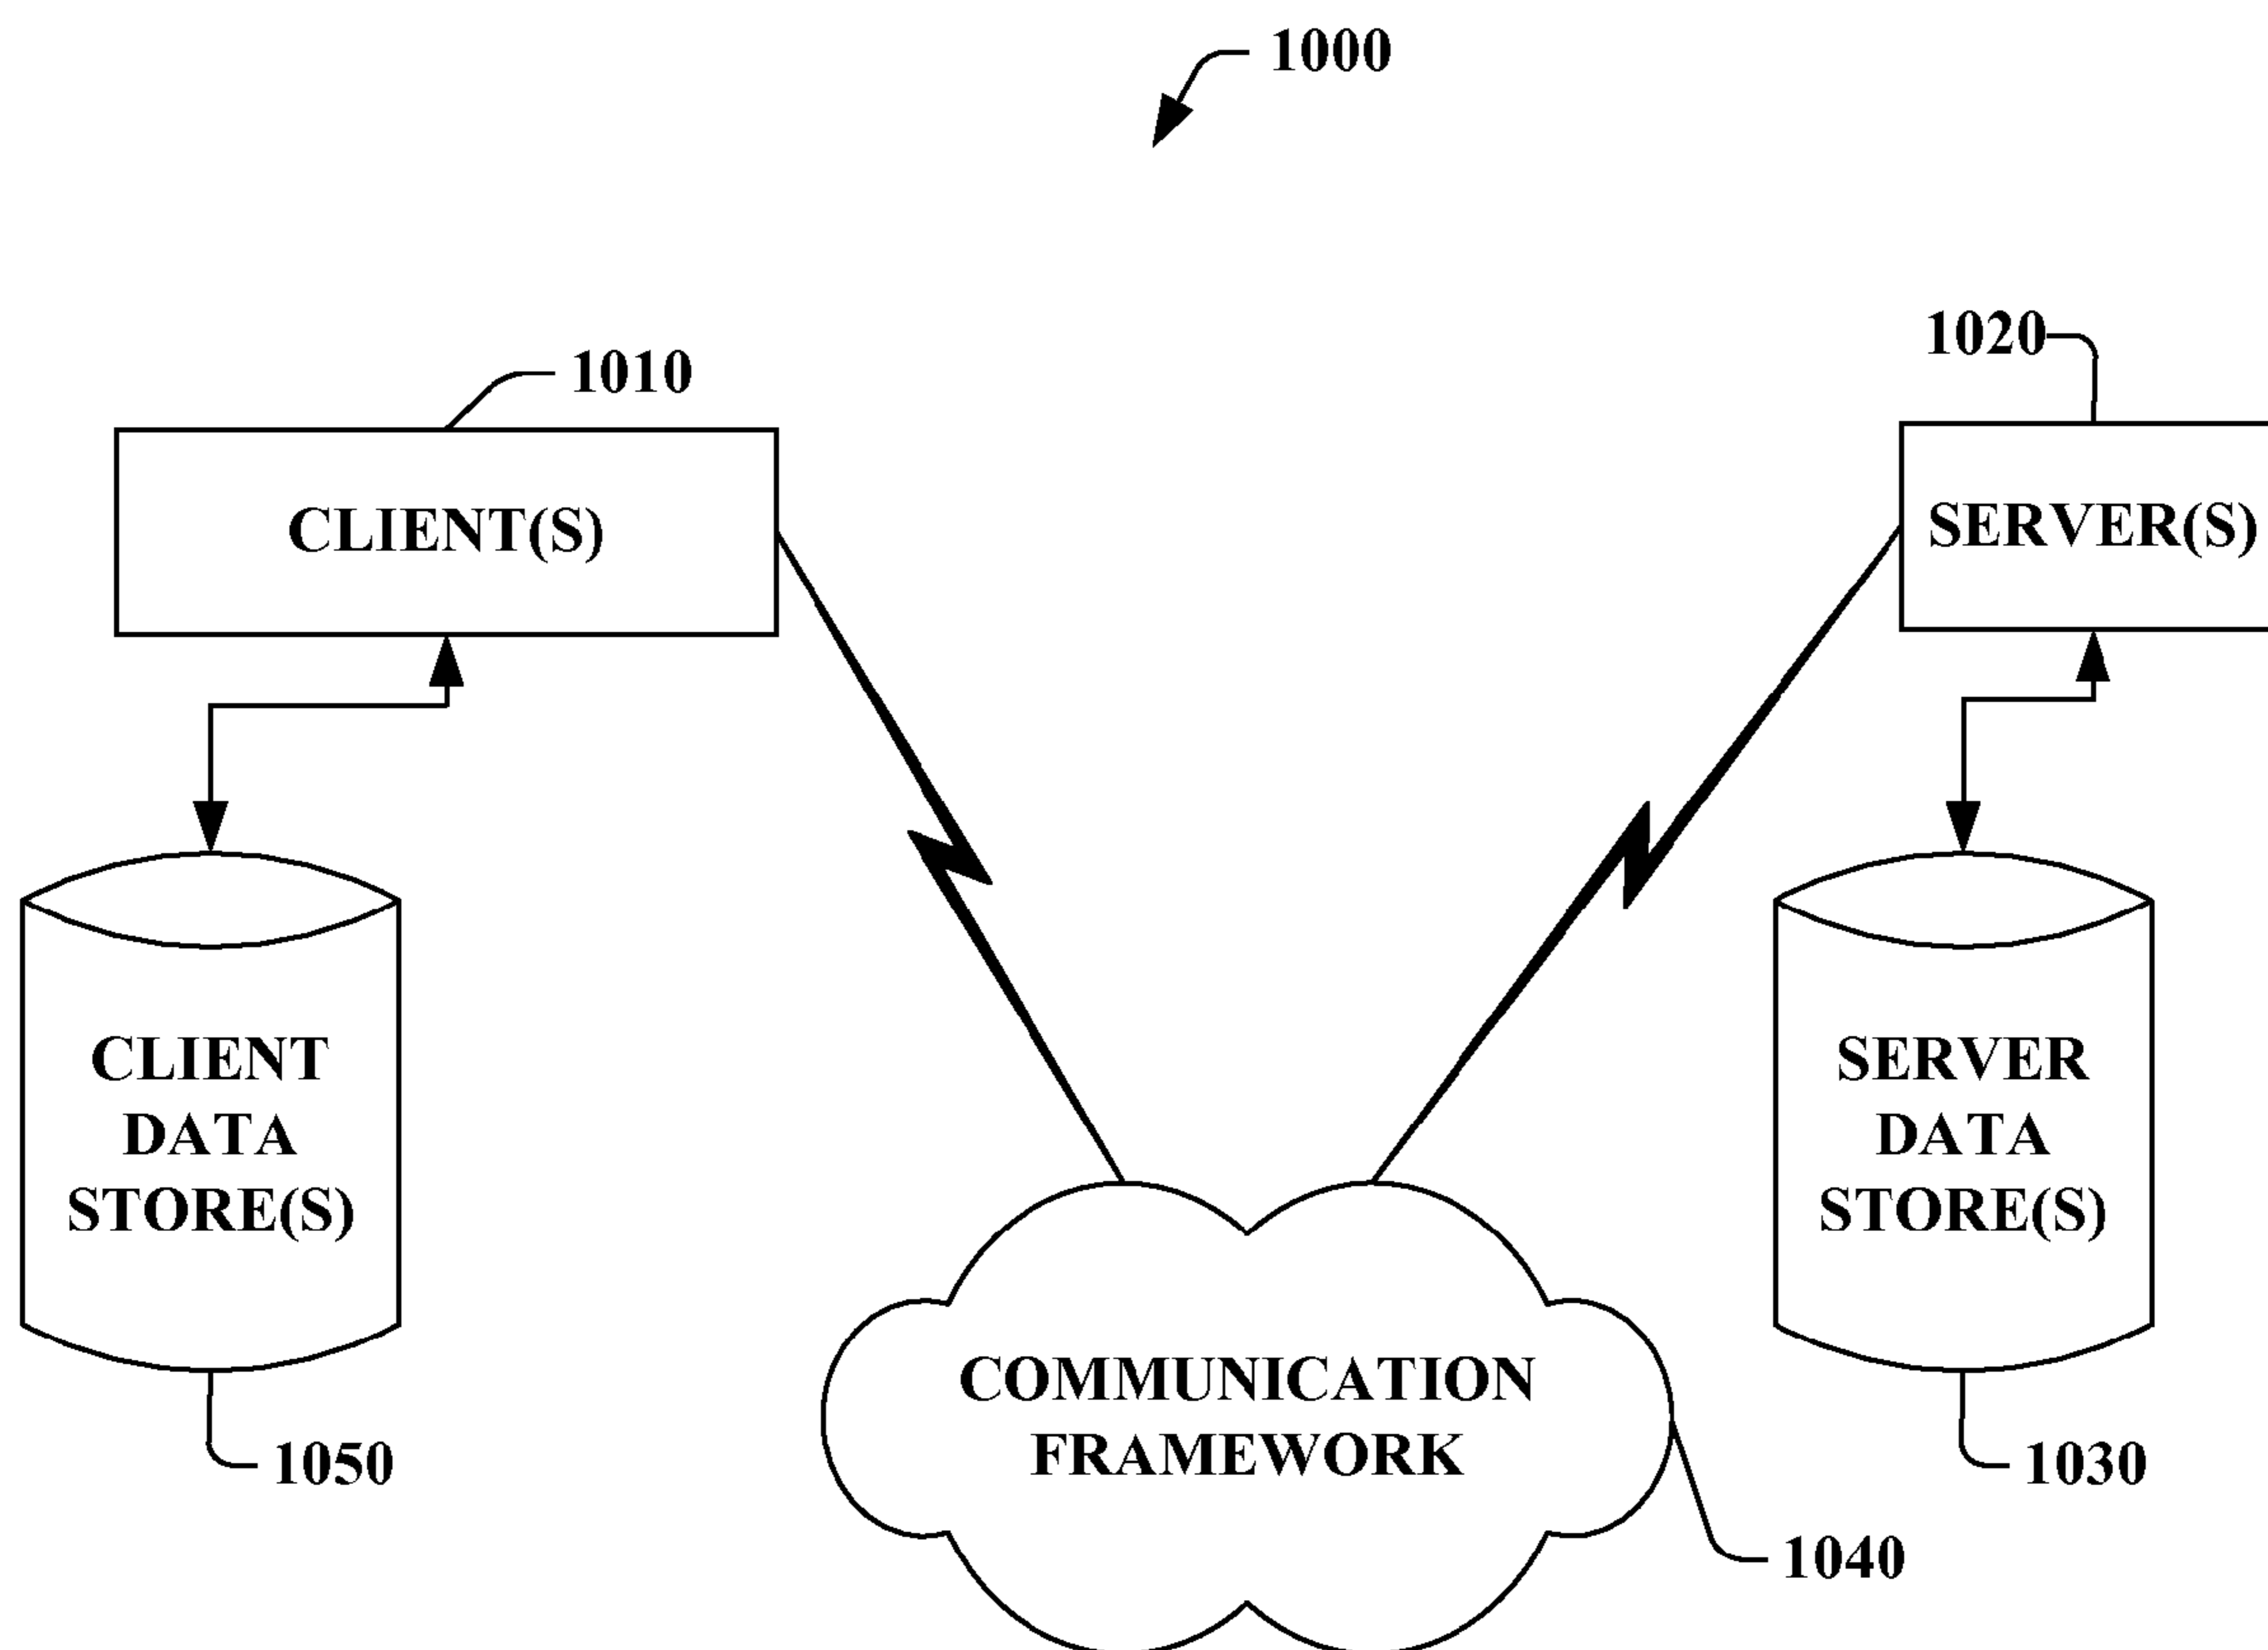 1000
1010
1020
CLIENT(S)
SERVER(S)
CLIENT
DATA
STORE(S)
SERVER
DATA
STORE(S)
COMMUNICATION
FRAMEWORK
1050
1030
1040